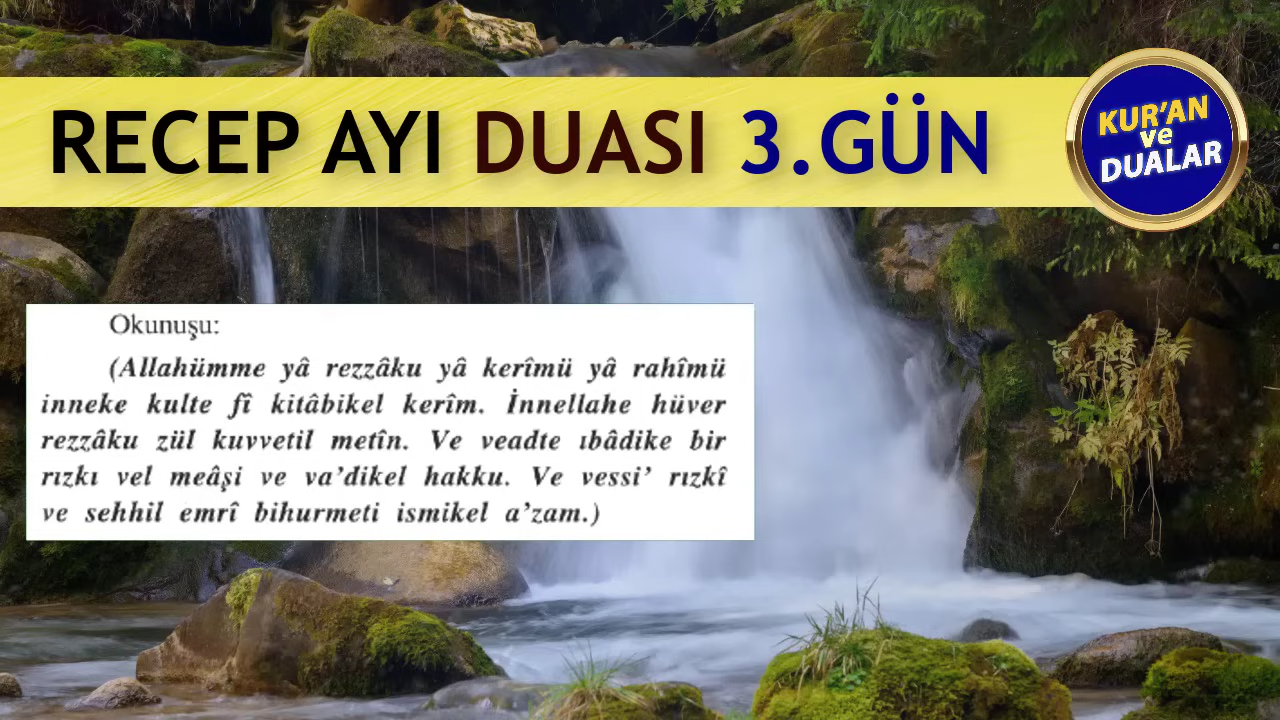 RECEP AYI DUASI 3.GÜN
KUR'AN
ve
DUALAR
Okunuşu:
(Allahümme yâ rezzâku yâ kerîmü yâ rahîmü
inneke kulte fî kitâbikel kerîm. İnnellahe hüver
rezzâku zül kuvvetil metîn. Ve veadte ıbâdike bir
rızkı vel meâşi ve va’dikel hakku. Ve vessi’ rızkî
ve sehhil emrî bihurmeti ismikel a’zam.)